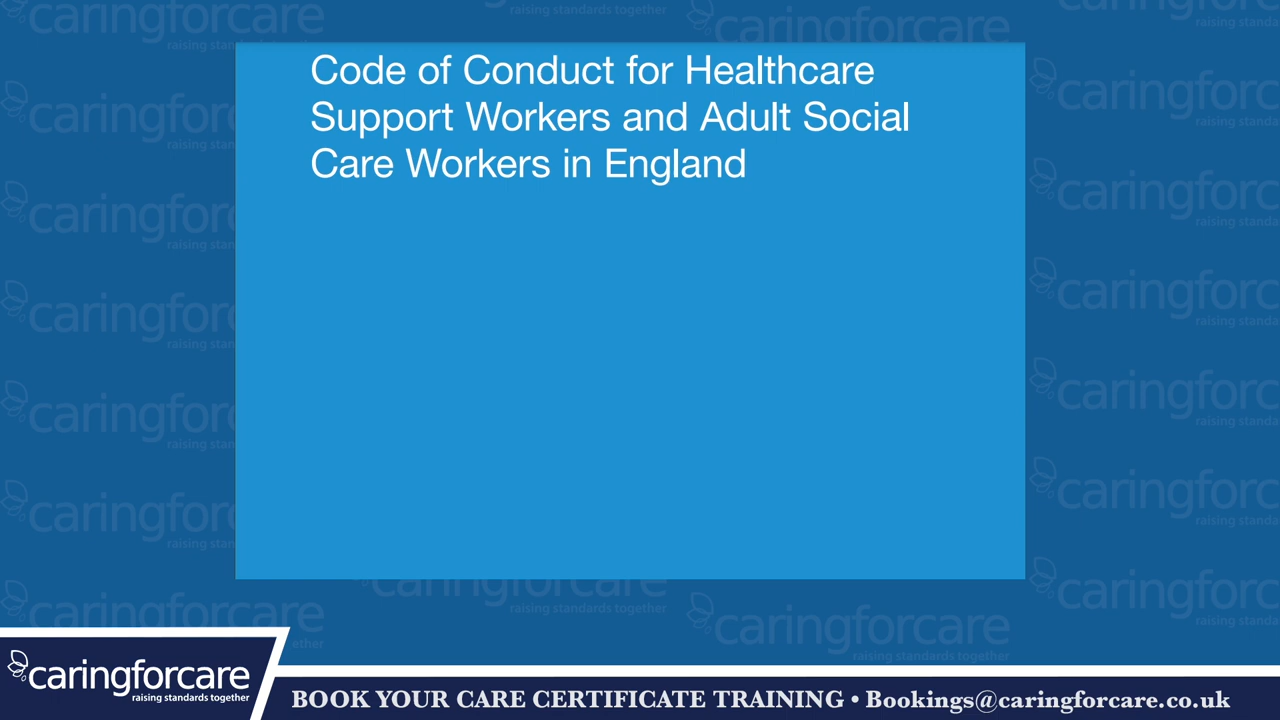 Code of Conduct for Healthcare
Support Workers and Adult Social
Care Workers in England
caringforcare
raising standards together
BOOK YOUR CARE CERTIFICATE TRAINING • Bookings@caringforcare.co.uk